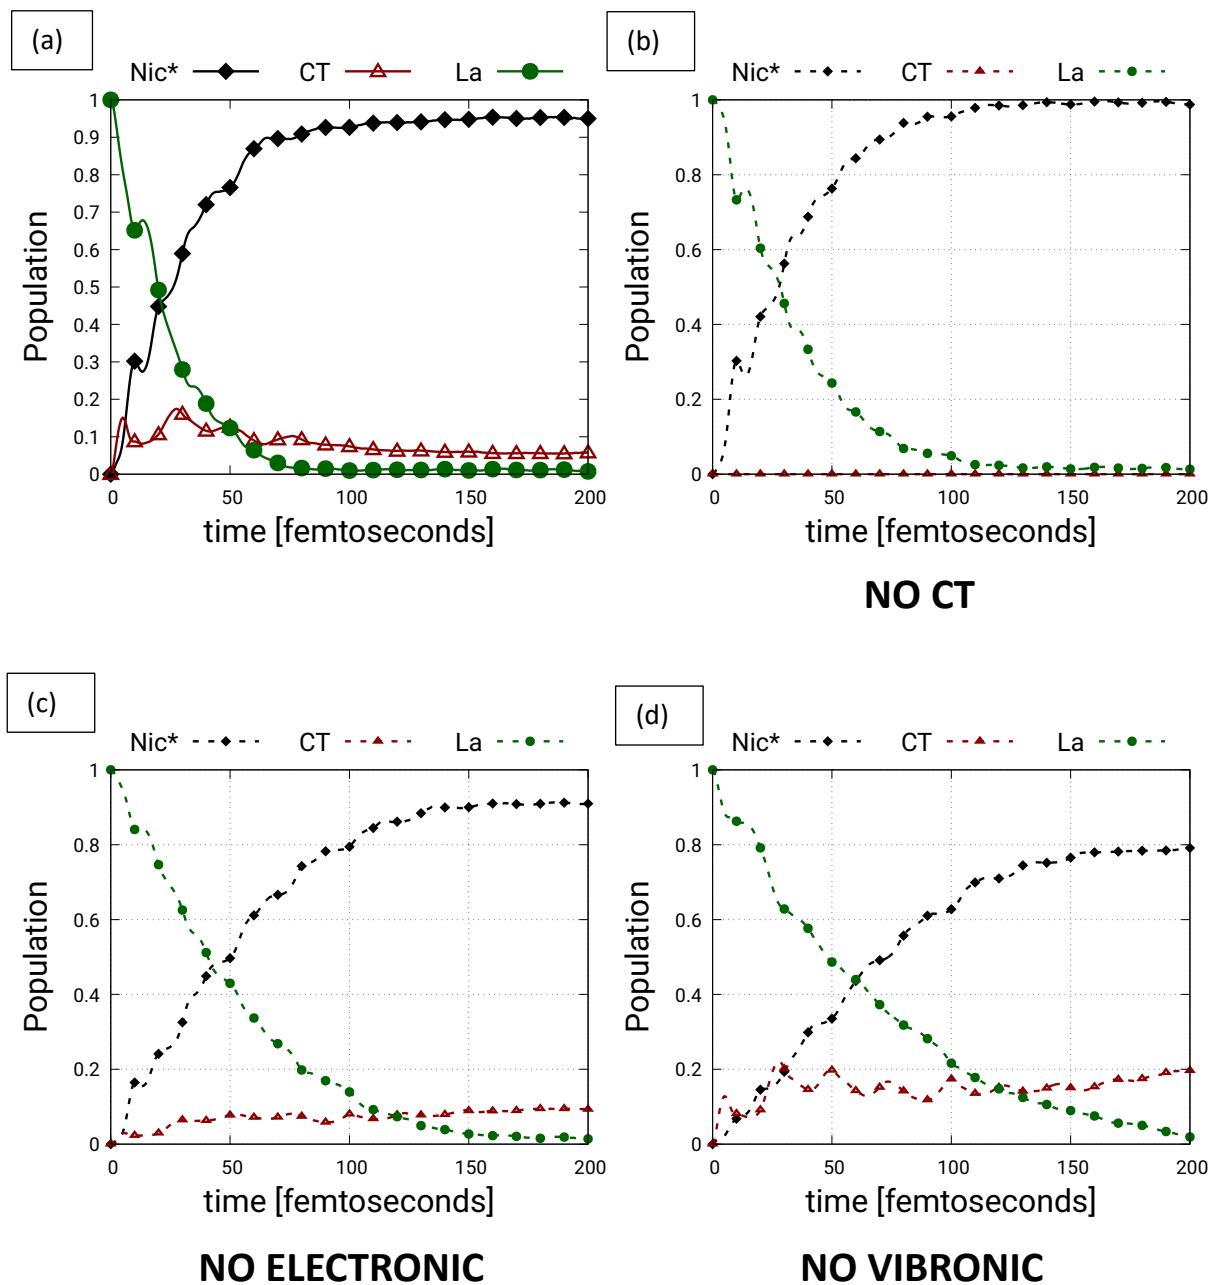 (a)
Nic* CT La
1
0.9
0.8
0.7
0.6
0.5
0.4
0.3
0.2
0.1
0
Population
0 50 100 150 200
time [femtoseconds]
(b)
Nic* CT La
1
0.8
0.6
0.4
0.2
0
Population
0 50 100 150 200
time [femtoseconds]
NO CT
(c)
Nic* CT La
1
0.8
0.6
0.4
0.2
0
Population
0 50 100 150 200
time [femtoseconds]
NO ELECTRONIC
(d)
Nic* CT La
1
0.8
0.6
0.4
0.2
0
Population
0 50 100 150 200
time [femtoseconds]
NO VIBRONIC